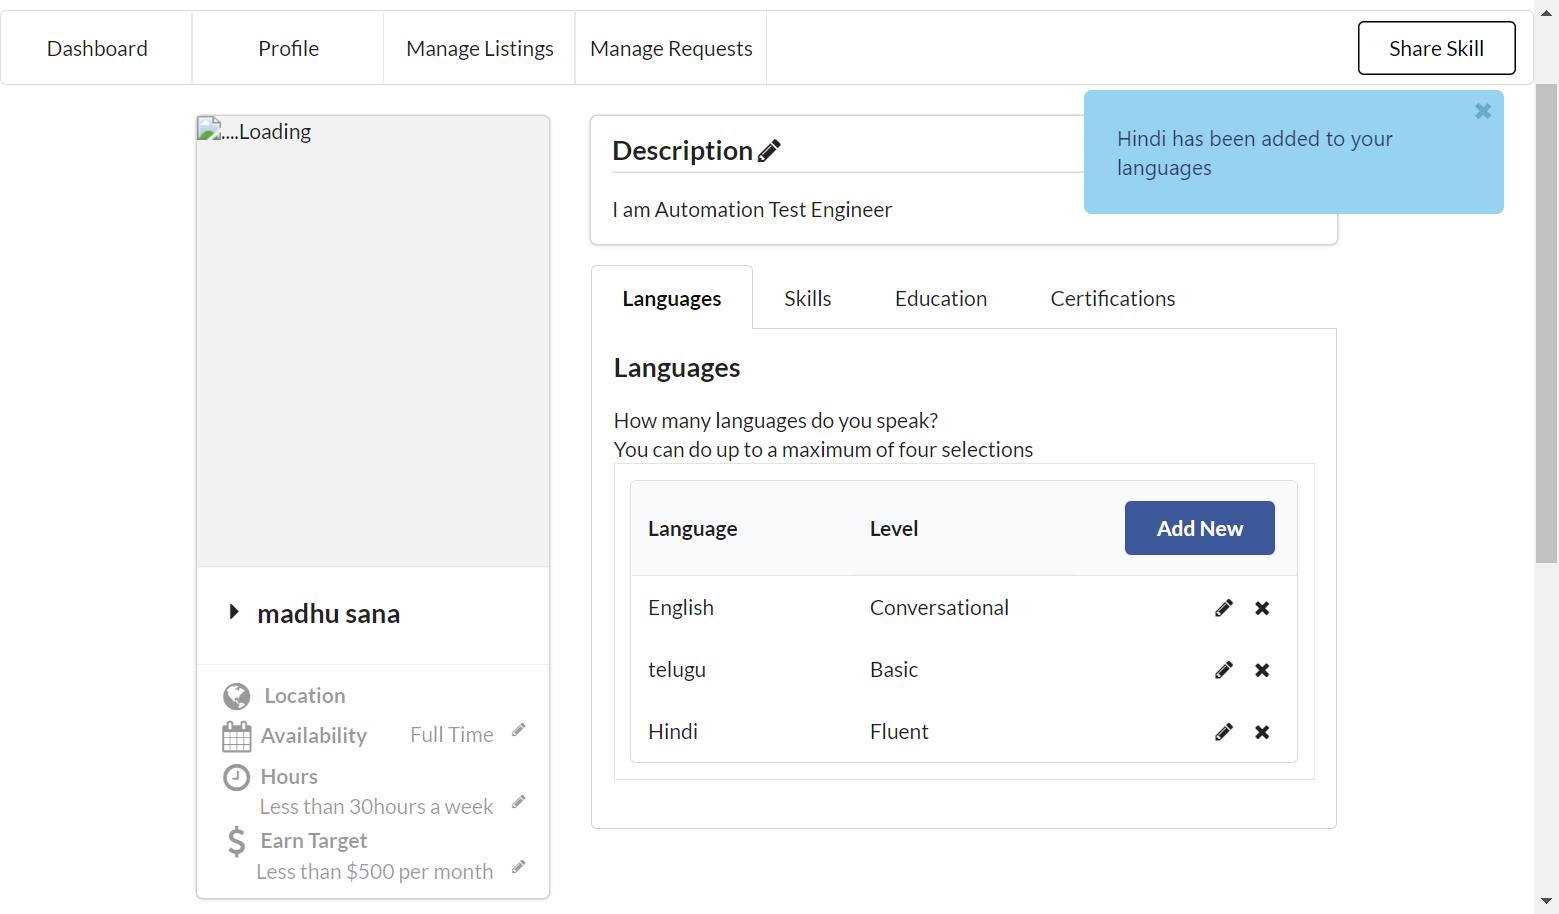 Dashboard
Profile
Manage Listings
Manage Requests
Share Skill
Hindi has been added to your
languages
....Loading
Description
I am Automation Test Engineer
Languages
Skills
Education
Certifications
Languages
How many languages do you speak?
You can do up to a maximum of four selections
Language Level Add New
English Conversational
telugu Basic
Hindi Fluent
madhu sana
Location
Availability Full Time
Hours
Less than 30hours a week
Earn Target
Less than $500 per month